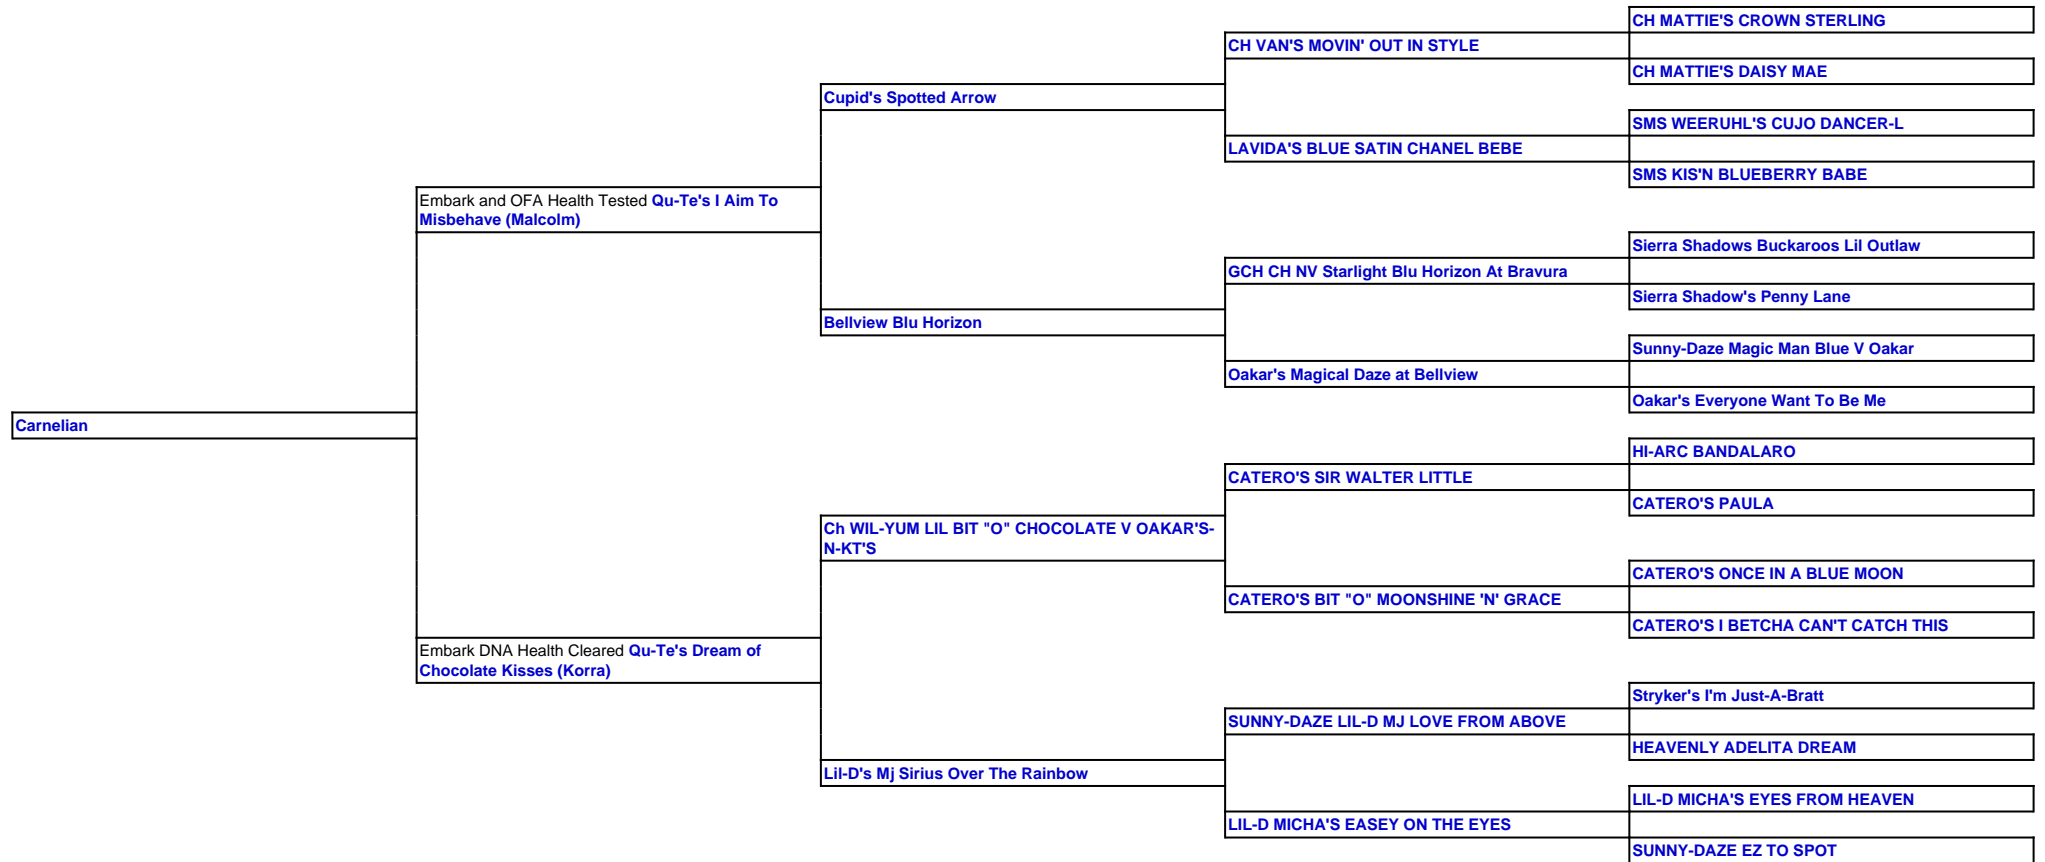 CH MATTIE'S CROWN STERLING
CH VAN'S MOVIN' OUT IN STYLE
CH MATTIE'S DAISY MAE
Cupid's Spotted Arrow
SMS WEERUHL'S CUJO DANCER-L
LAVIDA'S BLUE SATIN CHANEL BEBE
SMS KIS'N BLUEBERRY BABE
Embark and OFA Health Tested Qu-Te's I Aim To
Misbehave (Malcolm)
Sierra Shadows Buckaroos Lil Outlaw
GCH CH NV Starlight Blu Horizon At Bravura
Sierra Shadow's Penny Lane
Bellview Blu Horizon
Sunny-Daze Magic Man Blue V Oakar
Oakar's Magical Daze at Bellview
Oakar's Everyone Want To Be Me
Carnelian
HI-ARC BANDALARO
CATERO'S SIR WALTER LITTLE
CATERO'S PAULA
Ch WIL-YUM LIL BIT "O" CHOCOLATE V OAKAR'S-
N-KT'S
CATERO'S ONCE IN A BLUE MOON
CATERO'S BIT "O" MOONSHINE 'N' GRACE
CATERO'S I BETCHA CAN'T CATCH THIS
Embark DNA Health Cleared Qu-Te's Dream of
Chocolate Kisses (Korra)
Stryker's I'm Just-A-Bratt
SUNNY-DAZE LIL-D MJ LOVE FROM ABOVE
HEAVENLY ADELITA DREAM
Lil-D's Mj Sirius Over The Rainbow
LIL-D MICHA'S EYES FROM HEAVEN
LIL-D MICHA'S EASEY ON THE EYES
SUNNY-DAZE EZ TO SPOT